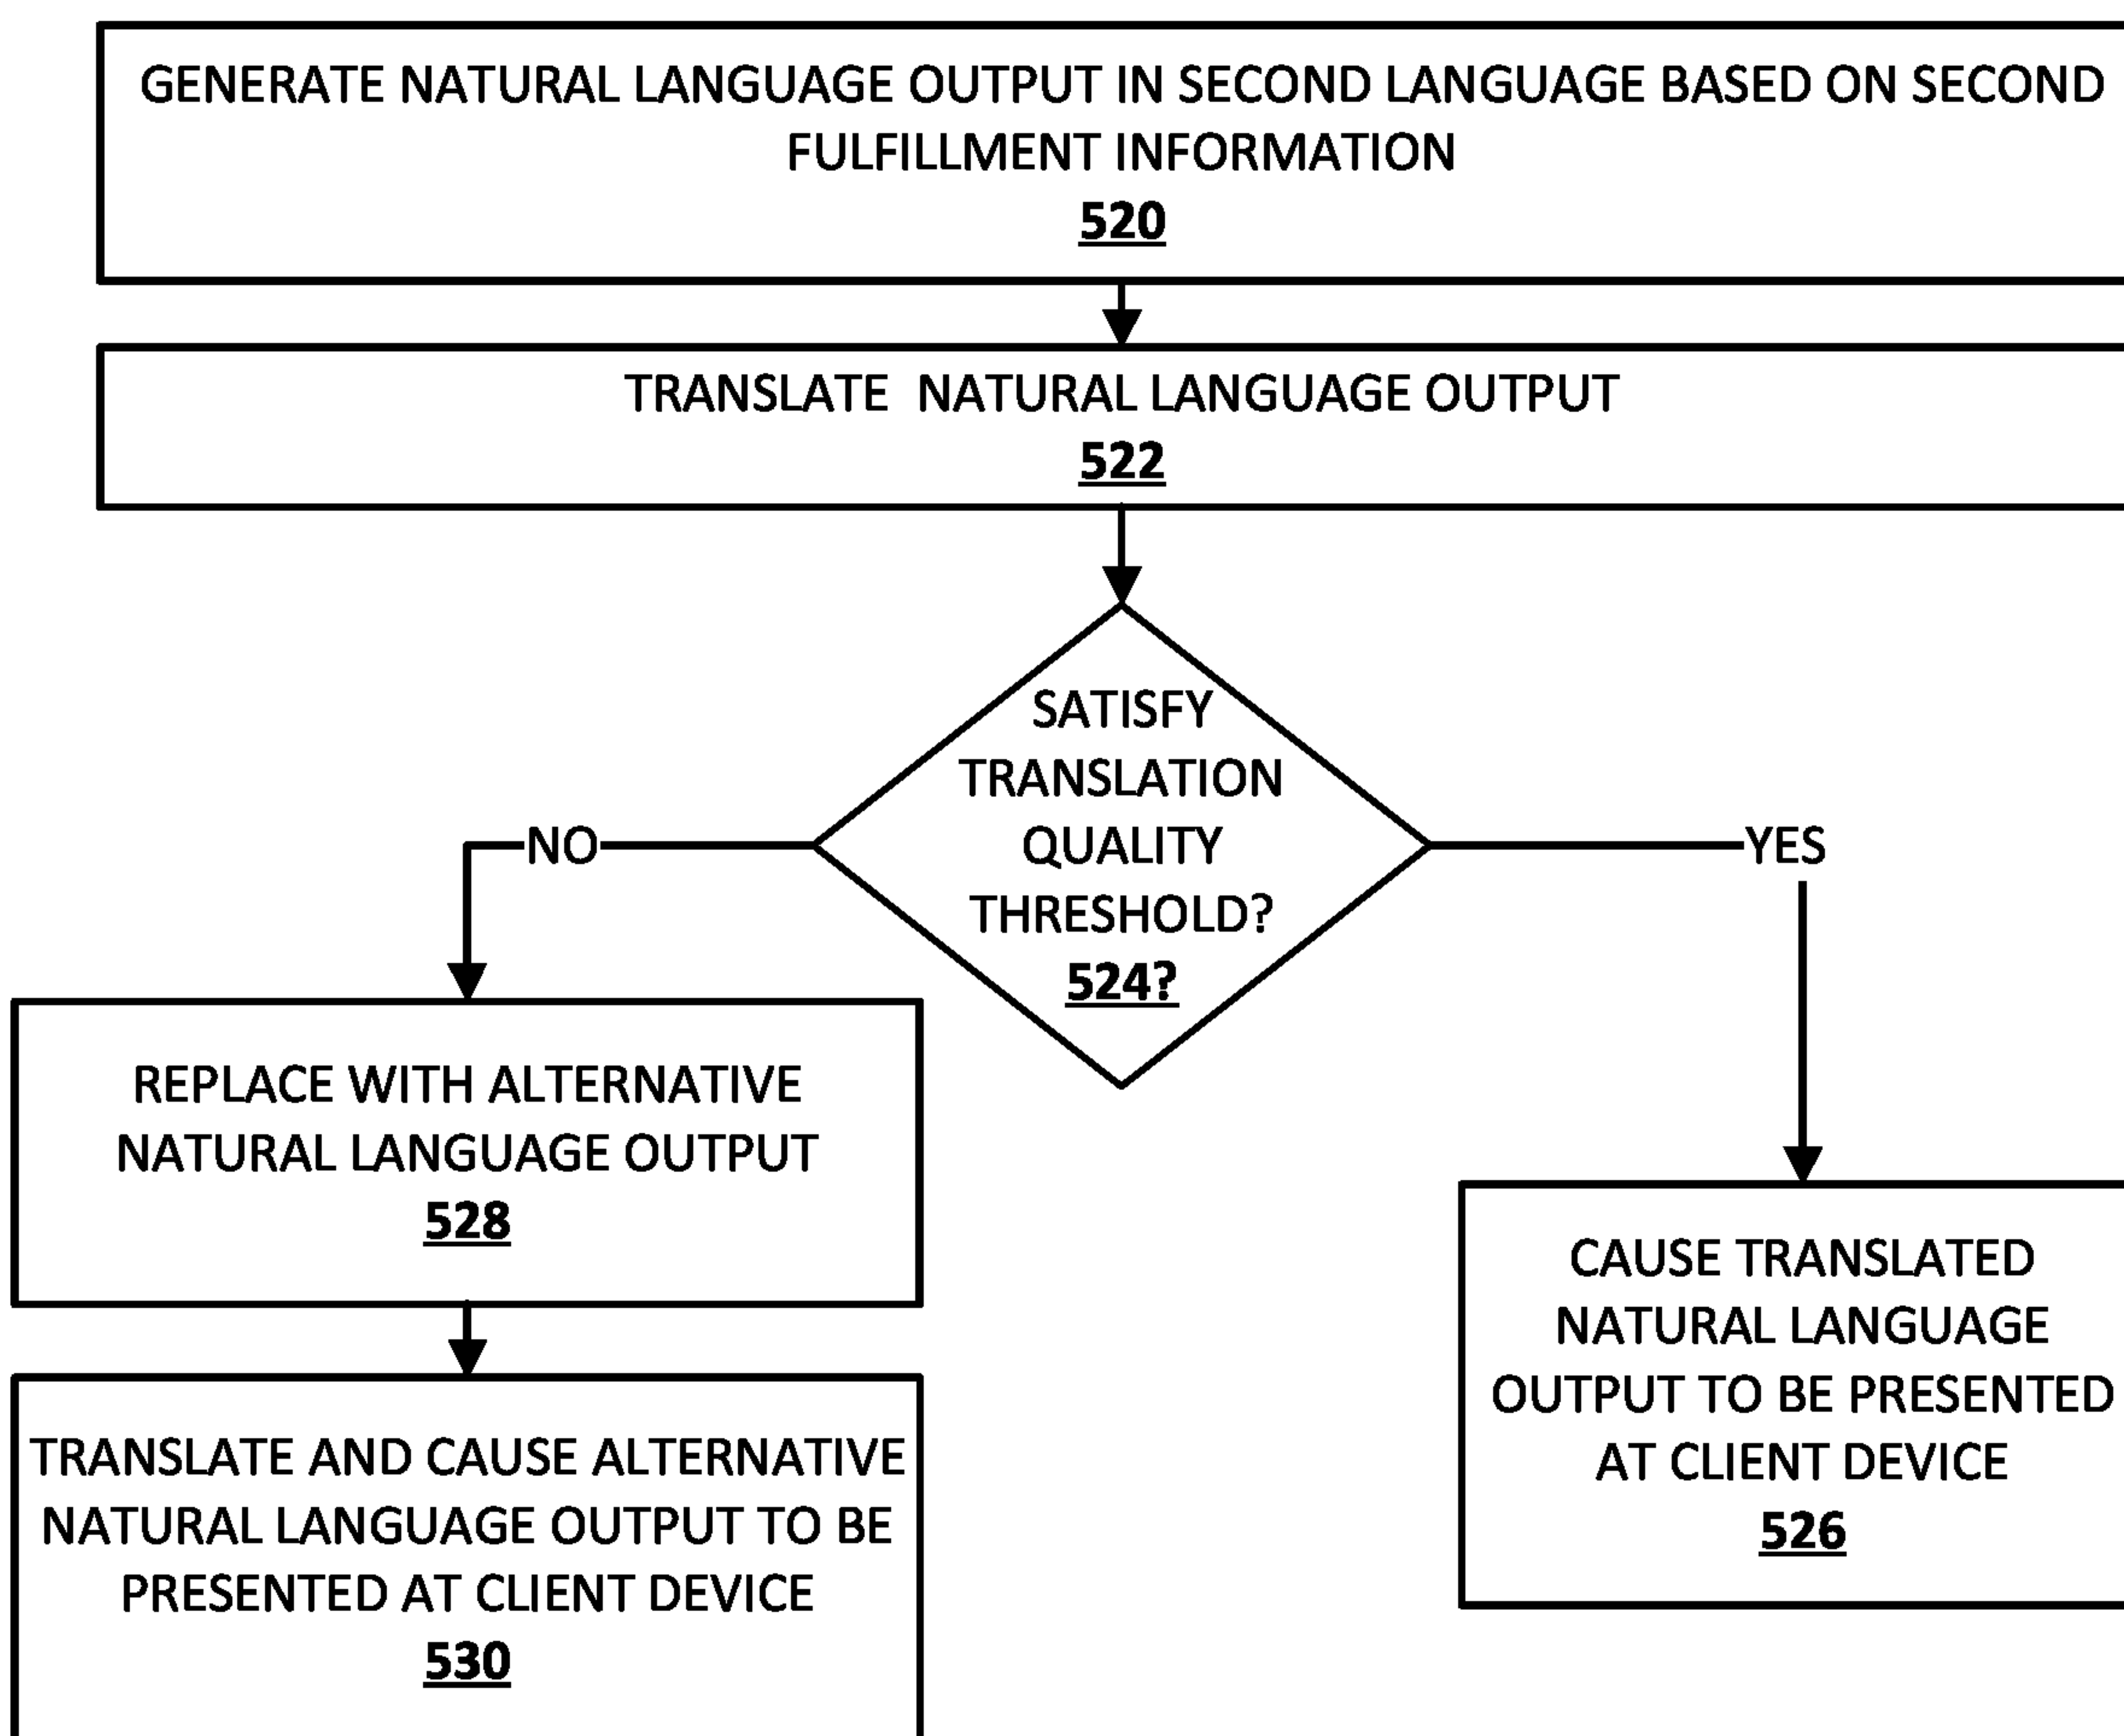 GENERATE NATURAL LANGUAGE OUTPUT IN SECOND LANGUAGE BASED ON SECOND
FULFILLMENT INFORMATION
520
TRANSLATE NATURAL LANGUAGE OUTPUT
522
SATISFY
TRANSLATION
QUALITY
THRESHOLD?
524?
NO
YES
REPLACE WITH ALTERNATIVE
NATURAL LANGUAGE OUTPUT
528
TRANSLATE AND CAUSE ALTERNATIVE
NATURAL LANGUAGE OUTPUT TO BE
PRESENTED AT CLIENT DEVICE
530
CAUSE TRANSLATED
NATURAL LANGUAGE
OUTPUT TO BE PRESENTED
AT CLIENT DEVICE
526